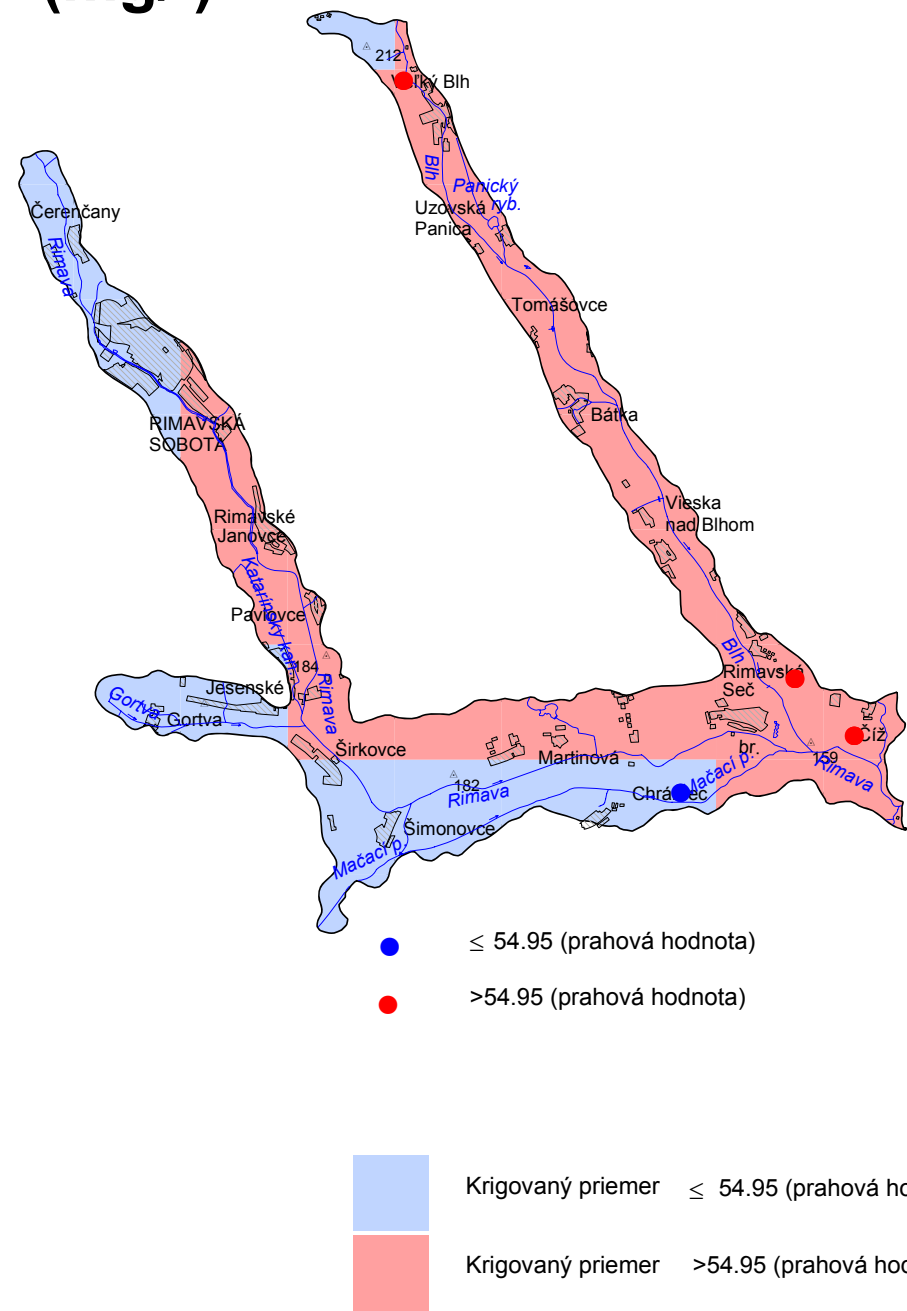 212
Veľký Blh
Blh
Panický
ryb.
Čerenčany
Uzovská
Panica
Rimava
Tomášovce
Bátka
RIMAVSKÁ
SOBOTA
Vieska
nad Blhom
Rimavské
Janovce
Katarínsky kan.
Pavlovce
Blh
184
Rimavská
Seč
Jesenské
Gortva
Gortva
Rimava
Širkovce
Martinová
br.
Číž
159
Rimava
182
Rimava
Chrámec
Mačací p.
Šimonovce
Mačací p.
≤ 54.95 (prahová hodnota)
>54.95 (prahová hodnota)
Krigovaný priemer ≤ 54.95 (prahová ho
Krigovaný priemer >54.95 (prahová hod